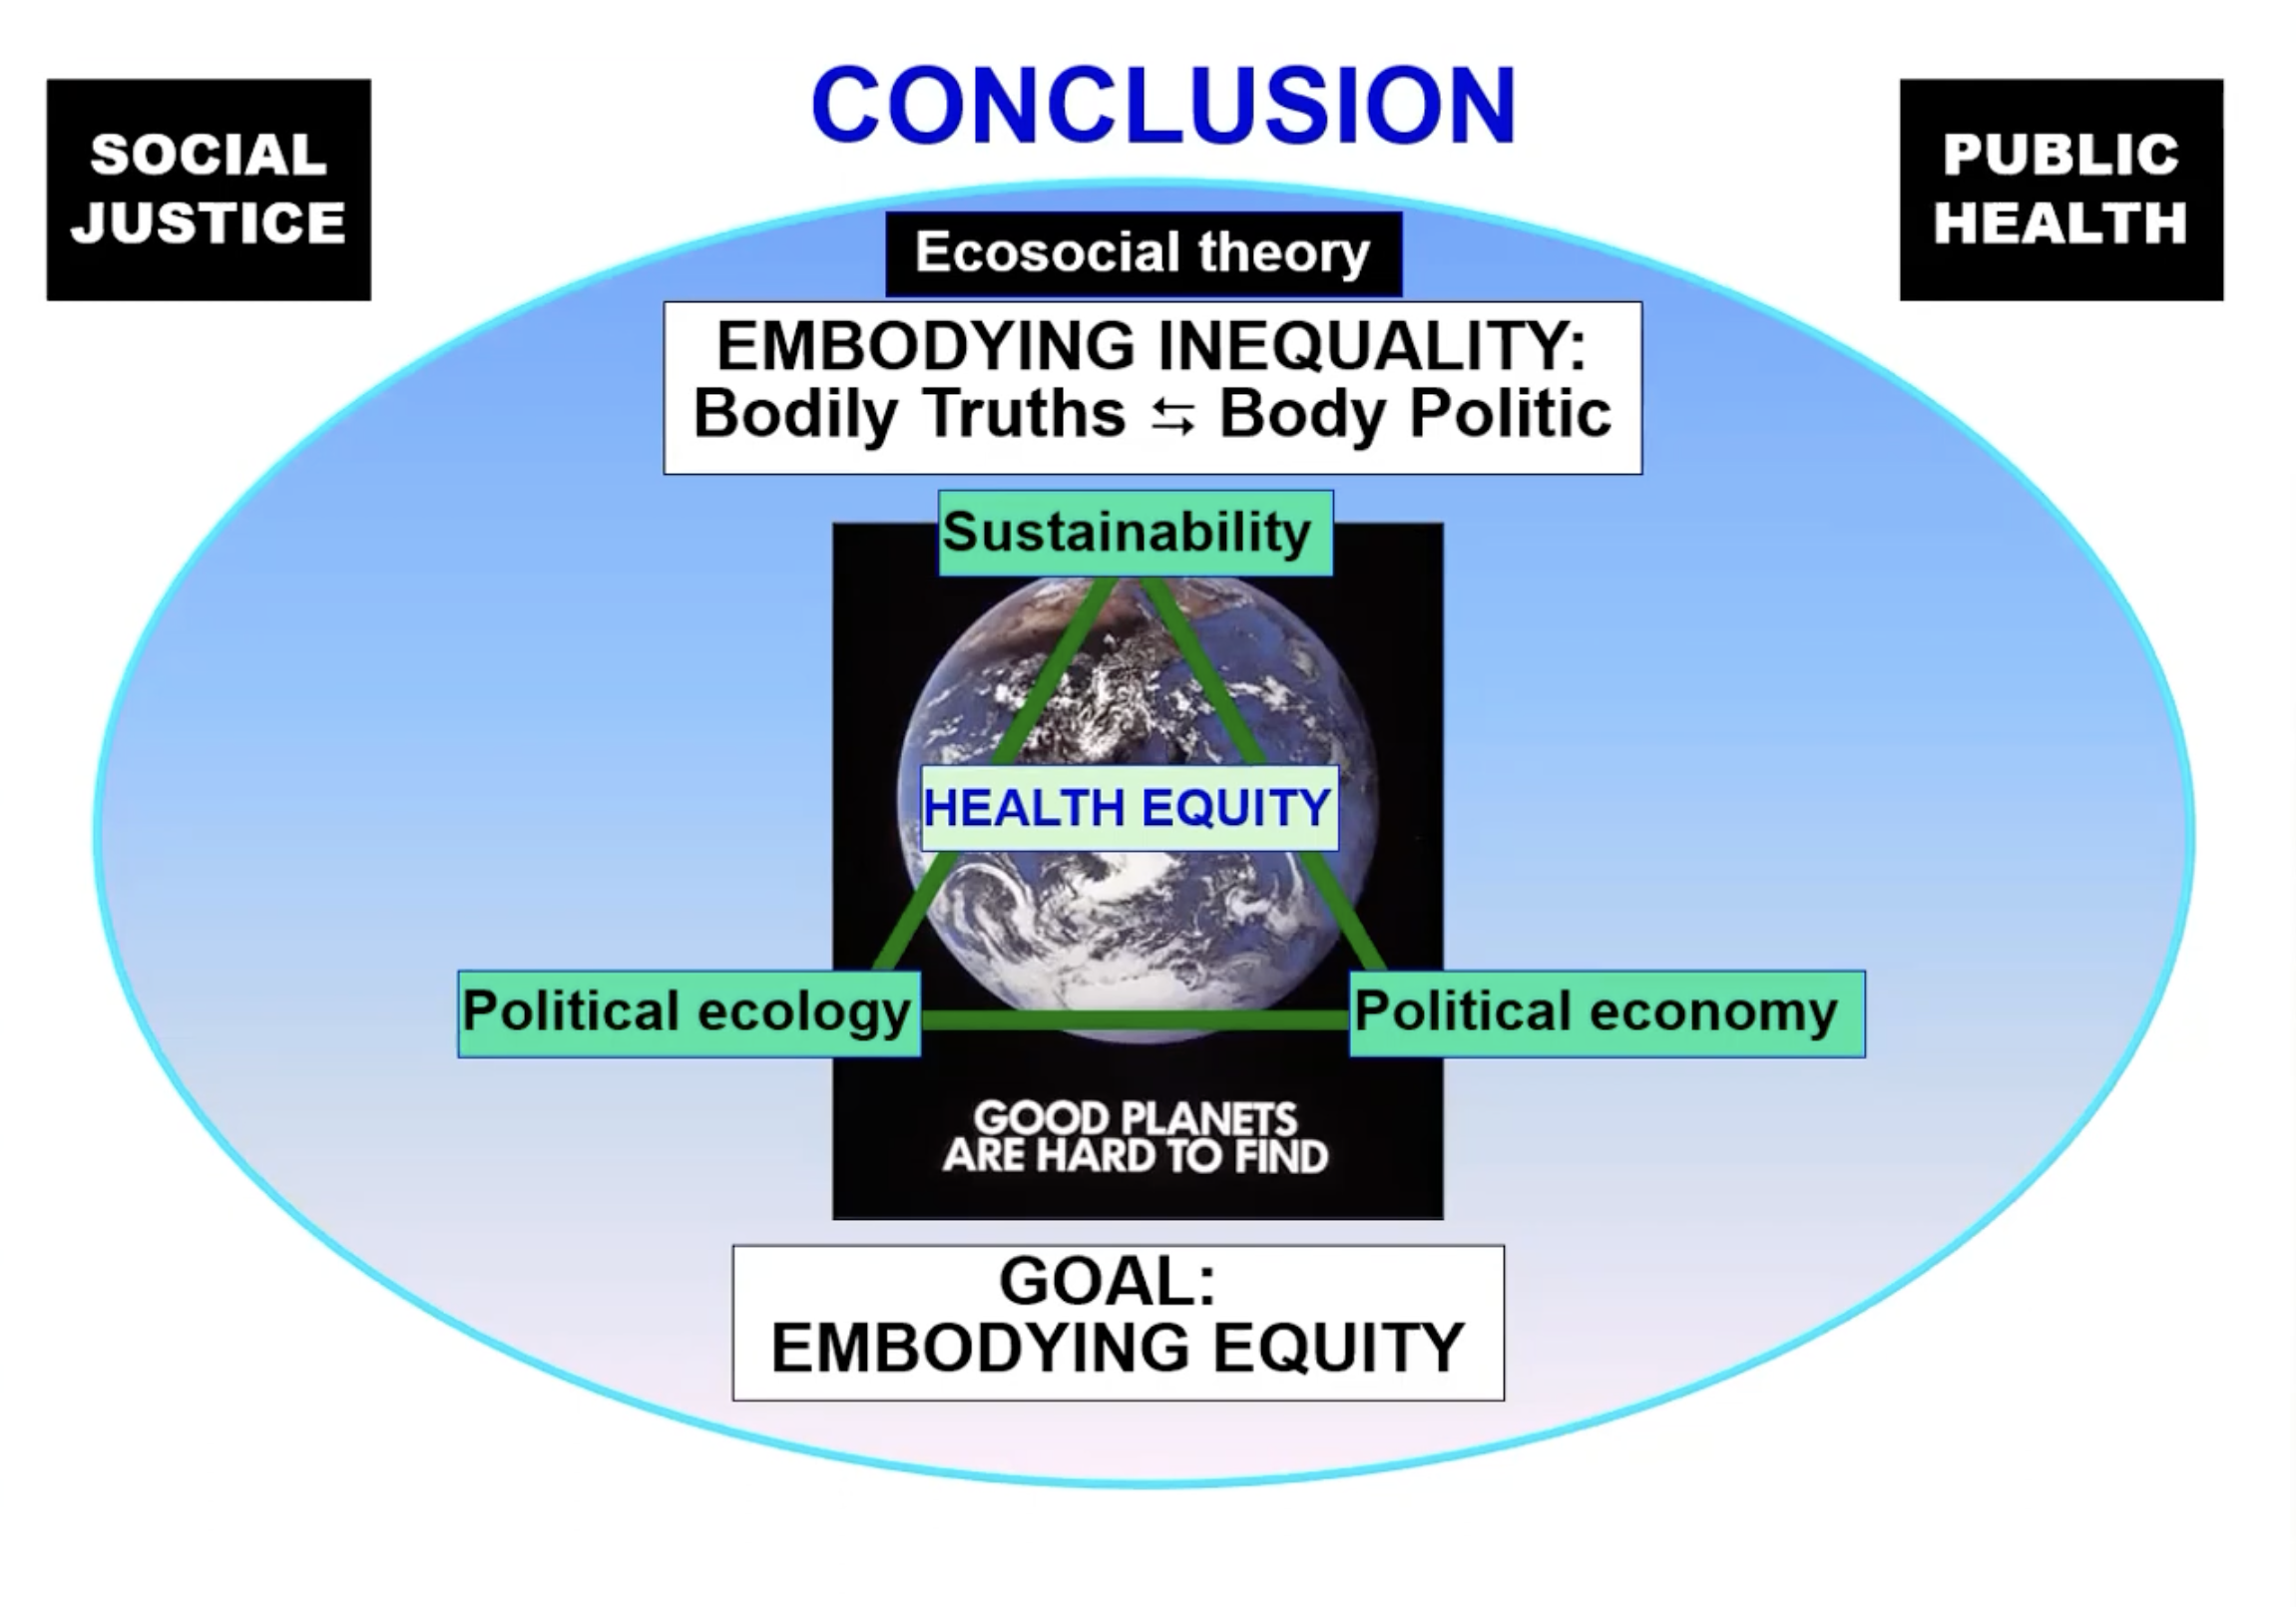 CONCLUSION
SOCIAL
JUSTICE
PUBLIC
HEALTH
Ecosocial theory
EMBODYING INEQUALITY:
Bodily Truths ⇆ Body Politic
Sustainability
HEALTH EQUITY
Political ecology
Political economy
GOOD PLANETS
ARE HARD TO FIND
GOAL:
EMBODYING EQUITY